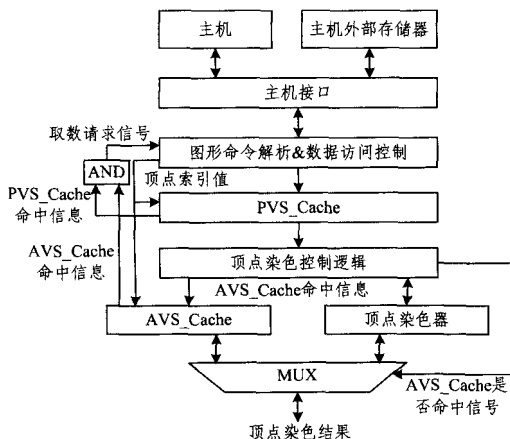 主机
主机外部存储器
主机接口
取数请求信号
图形命令解析&数据访问控制
AND
顶点索引值
PVS_Cache
命中信息
PVS_Cache
AVS_Cache
命中信息
顶点染色控制逻辑
AVS_Cache命中信息
AVS_Cache
顶点染色器
MUX
AVS_Cache是
否命中信号
顶点染色结果